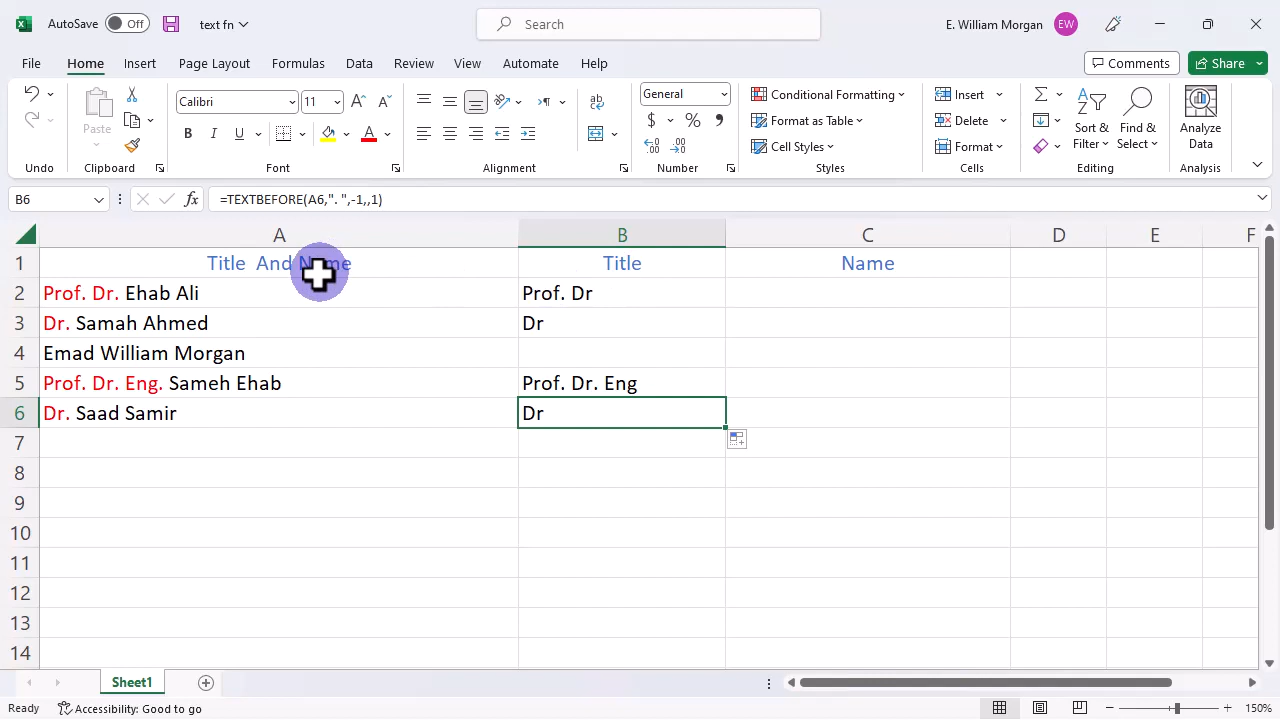 AutoSave Off text fn Search E. William Morgan EW
File Home Insert Page Layout Formulas Data Review View Automate Help Comments Share
Paste Calibri 11 General Conditional Formatting Insert Sort & Filter Find & Select Analyze Data
B I U A $ % Format as Table Delete
Cell Styles Format
Undo Clipboard Font Alignment Number Styles Cells Editing Analysis
B6 fx =TEXTBEFORE(A6,". ",-1,,1)
A B C D E F
1 Title And Name Title Name
2 Prof. Dr. Ehab Ali Prof. Dr
3 Dr. Samah Ahmed Dr
4 Emad William Morgan
5 Prof. Dr. Eng. Sameh Ehab Prof. Dr. Eng
6 Dr. Saad Samir Dr
7
8
9
10
11
12
13
14
Sheet1
Ready Accessibility: Good to go 150%